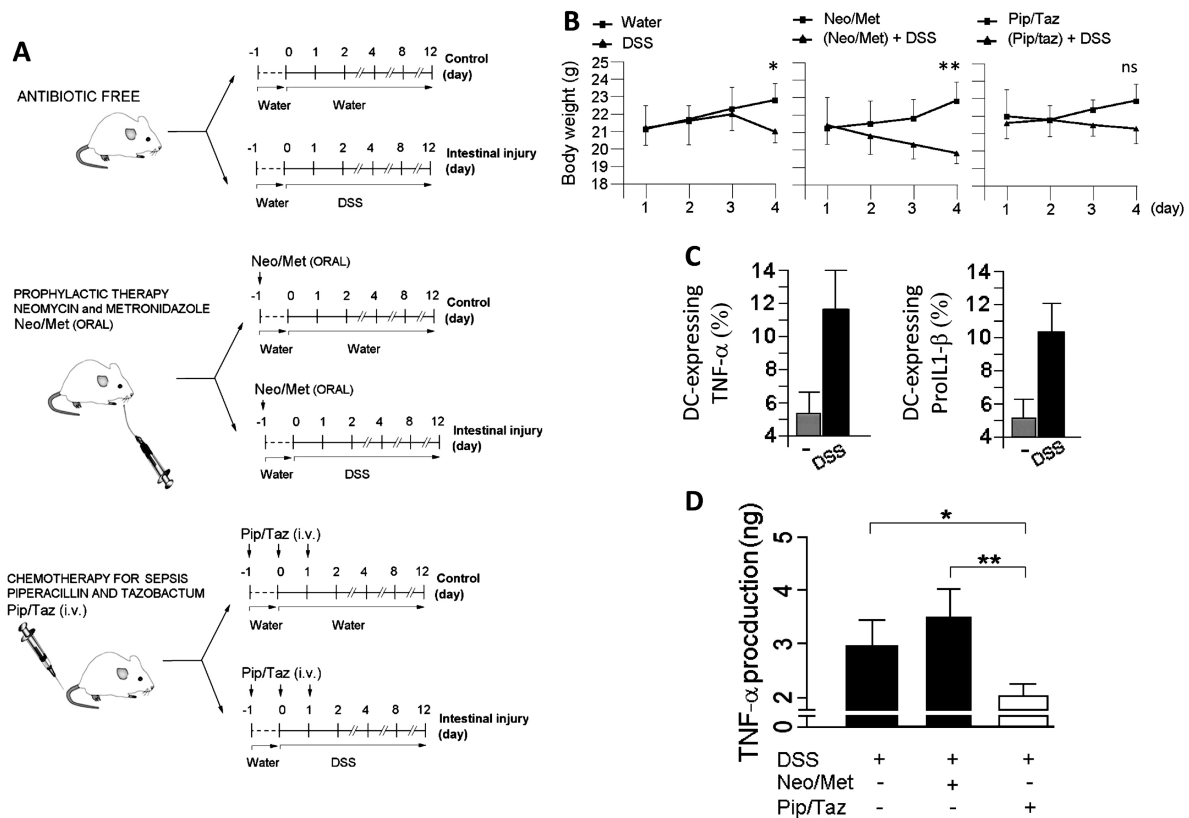 A
ANTIBIOTIC FREE
-1 0 1 2 4 8 12
Control
(day)
Water Water
-1 0 1 2 4 8 12
Intestinal injury
(day)
Water DSS
Neo/Met (ORAL)
-1 0 1 2 4 8 12
Control
(day)
Water Water
PROPHYLACTIC THERAPY
NEOMYCIN and METRONIDAZOLE
Neo/Met (ORAL)
Neo/Met (ORAL)
-1 0 1 2 4 8 12
Intestinal injury
(day)
Water DSS
Pip/Taz (i.v.)
-1 0 1 2 4 8 12
Control
(day)
Water Water
CHEMOTHERAPY FOR SEPSIS
PIPERACILLIN AND TAZOBACTUM
Pip/Taz (i.v.)
Pip/Taz (i.v.)
-1 0 1 2 4 8 12
Intestinal injury
(day)
Water DSS
B
Water
DSS
Neo/Met
(Neo/Met) + DSS
Pip/Taz
(Pip/taz) + DSS
Body weight (g)
25
24
23
22
21
20
19
18
17
* ** ns
1 2 3 4 1 2 3 4 1 2 3 4 (day)
C
DC-expressing
TNF-α (%)
14
12
10
8
6
4
- DSS
DC-expressing
ProIL1-β (%)
14
12
10
8
6
4
- DSS
D
TNF-α procduction(ng)
5
4
3
2
0
*
**
DSS + + +
Neo/Met - + -
Pip/Taz - - +